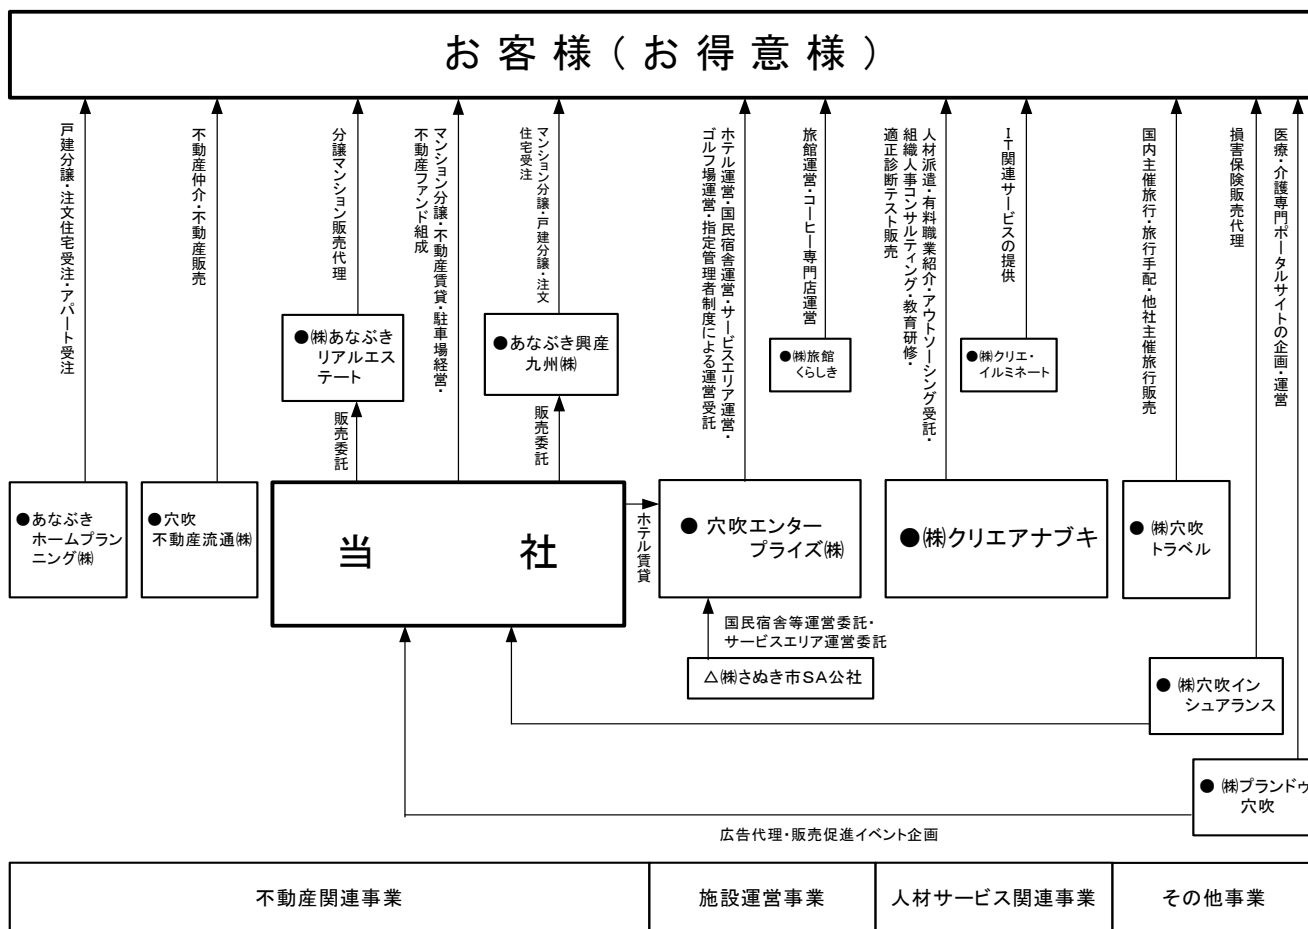 お客様(お得意様)
戸建分譲・注文住宅受注・アパート受注
不動産仲介・不動産販売
分譲マンション販売代理
マンション分譲・不動産賃貸・駐車場経営・
不動産ファンド組成
マンション分譲・戸建分譲・注文
住宅受注
ホテル運営・国民宿舎運営・サービスエリア運営・
ゴルフ場運営・指定管理者制度による運営受託
旅館運営・コーヒー専門店運営
人材派遣・有料職業紹介・アウトソーシング受託・
組織人事コンサルティング・教育研修・
適正診断テスト販売
IT関連サービスの提供
国内主催旅行・旅行手配・他社主催旅行販売
損害保険販売代理
医療・介護専門ポータルサイトの企画・運営
●㈱あなぶき
リアルエス
テート
●あなぶき興産
九州㈱
●㈱旅館
くらしき
●㈱クリエ・
イルミネート
販売委託
販売委託
●あなぶき
ホームプラン
ニング㈱
●穴吹
不動産流通㈱
当社
ホテル賃貸
● 穴吹エンター
プライズ㈱
●㈱クリエアナブキ
● ㈱穴吹
トラベル
国民宿舎等運営委託・
サービスエリア運営委託
△㈱さぬき市SA公社
● ㈱穴吹イン
シュアランス
● ㈱プランドゥ
穴吹
広告代理・販売促進イベント企画
不動産関連事業
施設運営事業
人材サービス関連事業
その他事業